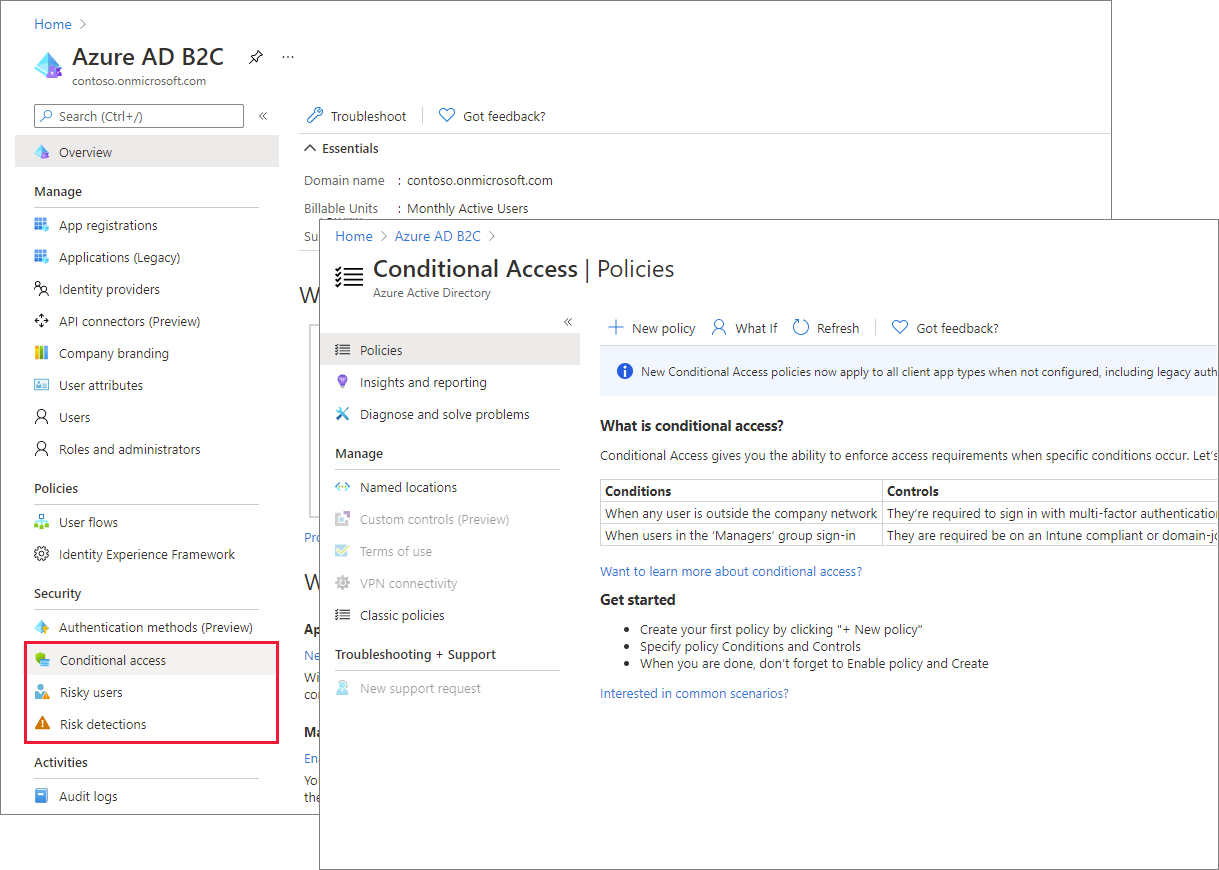 Home
Azure AD B2C
contoso.onmicrosoft.com
Search (Ctrl+/)
Overview
Manage
App registrations
Applications (Legacy)
Identity providers
API connectors (Preview)
Company branding
User attributes
Users
Roles and administrators
Policies
User flows
Identity Experience Framework
Security
Authentication methods (Preview)
Conditional access
Risky users
Risk detections
Activities
Audit logs
Troubleshoot
Got feedback?
Essentials
Domain name : contoso.onmicrosoft.com
Billable Units : Monthly Active Users
Home > Azure AD B2C >
Conditional Access | Policies
Azure Active Directory
Policies
Insights and reporting
Diagnose and solve problems
Manage
Named locations
Custom controls (Preview)
Terms of use
VPN connectivity
Classic policies
Troubleshooting + Support
New support request
New policy
What If
Refresh
Got feedback?
New Conditional Access policies now apply to all client app types when not configured, including legacy auth
What is conditional access?
Conditional Access gives you the ability to enforce access requirements when specific conditions occur. Let's
Conditions Controls
When any user is outside the company network They're required to sign in with multi-factor authentication
When users in the 'Managers' group sign-in They are required be on an Intune compliant or domain-jo
Want to learn more about conditional access?
Get started
Create your first policy by clicking "+ New policy"
Specify policy Conditions and Controls
When you are done, don't forget to Enable policy and Create
Interested in common scenarios?